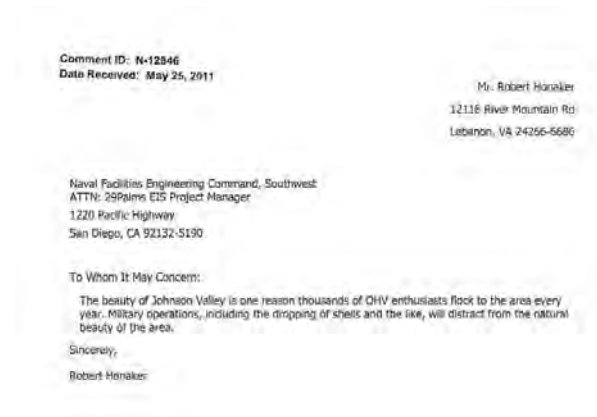 Comment ID: N-12846
Date Received: May 25, 2011
Mr. Robert Honaker
12118 River Mountain Rd
Lebanon, VA 24266-6686
Naval Facilities Engineering Command, Southwest
ATTN: 29Palms EIS Project Manager
1220 Pacific Highway
San Diego, CA 92132-5190
To Whom It May Concern:
The beauty of Johnson Valley is one reason thousands of OHV enthusiasts flock to the area every
year. Military operations, including the dropping of shells and the like, will distract from the natural
beauty of the area.
Sincerely,
Robert Honaker